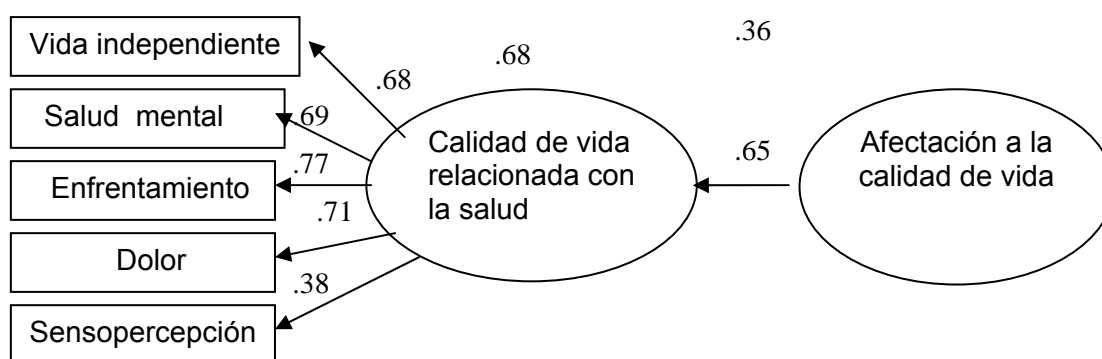 Vida independiente
.68
.68
.36
Salud mental
.69
Calidad de vida
relacionada con
la salud
.65
Afectación a la
calidad de vida
Enfrentamiento
.77
.71
Dolor
.38
Sensopercepción